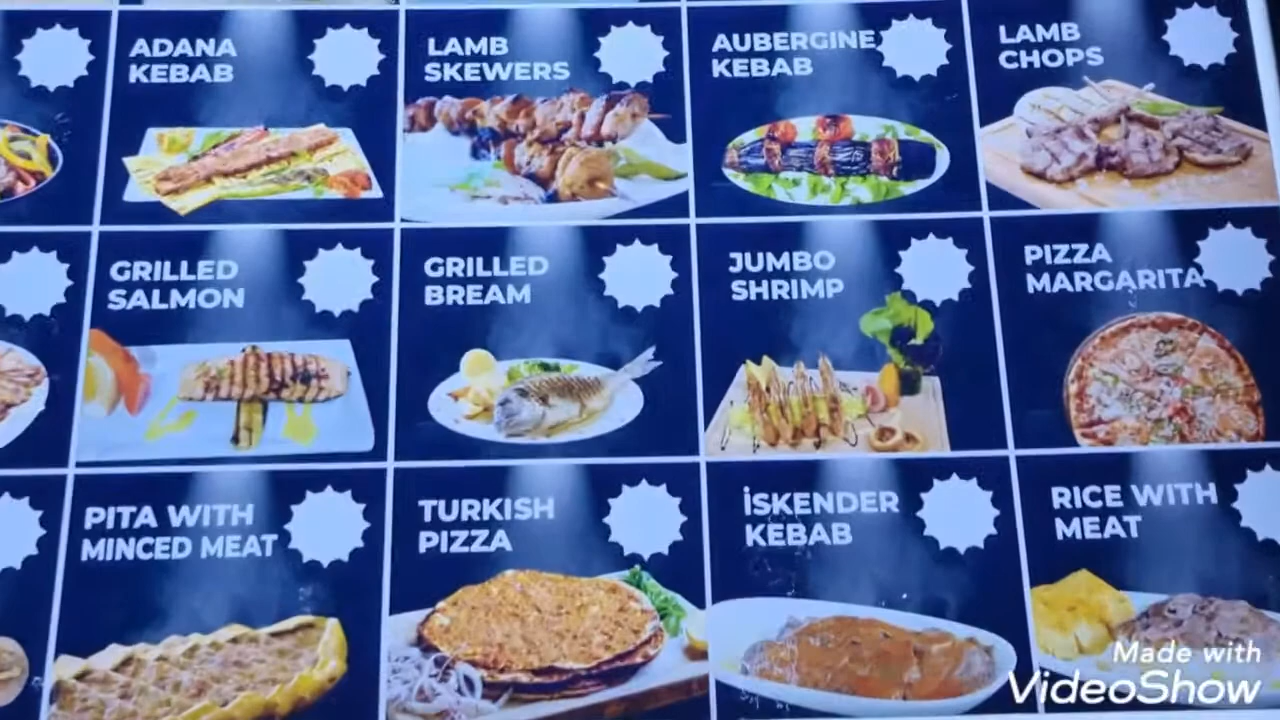 ADANA
KEBAB
LAMB
SKEWERS
AUBERGINE
KEBAB
LAMB
CHOPS
GRILLED
SALMON
GRILLED
BREAM
JUMBO
SHRIMP
PIZZA
MARGARITA
PITA WITH
MINCED MEAT
TURKISH
PIZZA
İSKENDER
KEBAB
RICE WITH
MEAT
Made with
VideoShow